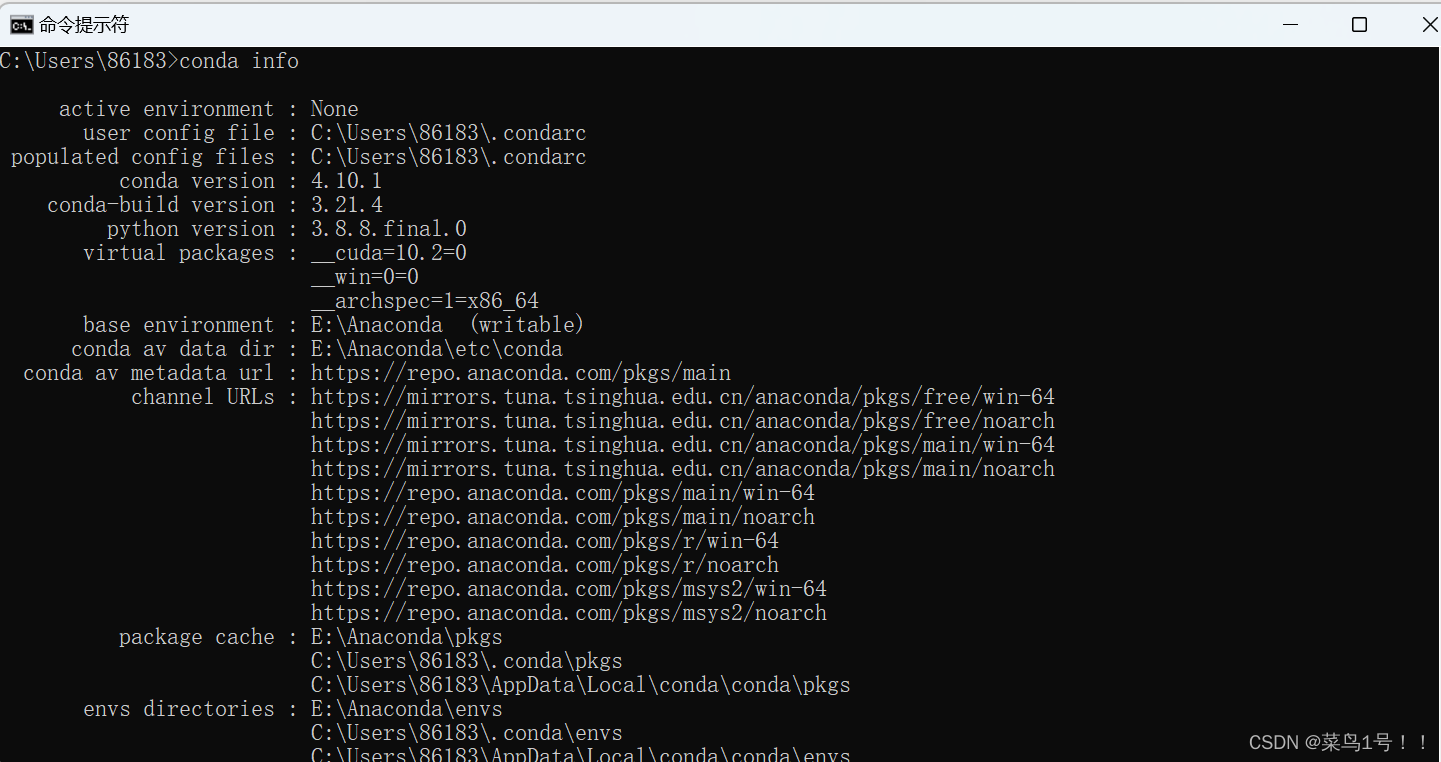 命令提示符
C:\Users\86183>conda info
active environment : None
user config file : C:\Users\86183\.condarc
populated config files : C:\Users\86183\.condarc
conda version : 4.10.1
conda-build version : 3.21.4
python version : 3.8.8.final.0
virtual packages : __cuda=10.2=0
__win=0=0
__archspec=1=x86_64
base environment : E:\Anaconda (writable)
conda av data dir : E:\Anaconda\etc\conda
conda av metadata url : https://repo.anaconda.com/pkgs/main
channel URLs : https://mirrors.tuna.tsinghua.edu.cn/anaconda/pkgs/free/win-64
https://mirrors.tuna.tsinghua.edu.cn/anaconda/pkgs/free/noarch
https://mirrors.tuna.tsinghua.edu.cn/anaconda/pkgs/main/win-64
https://mirrors.tuna.tsinghua.edu.cn/anaconda/pkgs/main/noarch
https://repo.anaconda.com/pkgs/main/win-64
https://repo.anaconda.com/pkgs/main/noarch
https://repo.anaconda.com/pkgs/r/win-64
https://repo.anaconda.com/pkgs/r/noarch
https://repo.anaconda.com/pkgs/msys2/win-64
https://repo.anaconda.com/pkgs/msys2/noarch
package cache : E:\Anaconda\pkgs
C:\Users\86183\.conda\pkgs
C:\Users\86183\AppData\Local\conda\conda\pkgs
envs directories : E:\Anaconda\envs
C:\Users\86183\.conda\envs
C:\Users\86183\AppData\Local\conda\conda\envs
CSDN @菜鸟1号！！